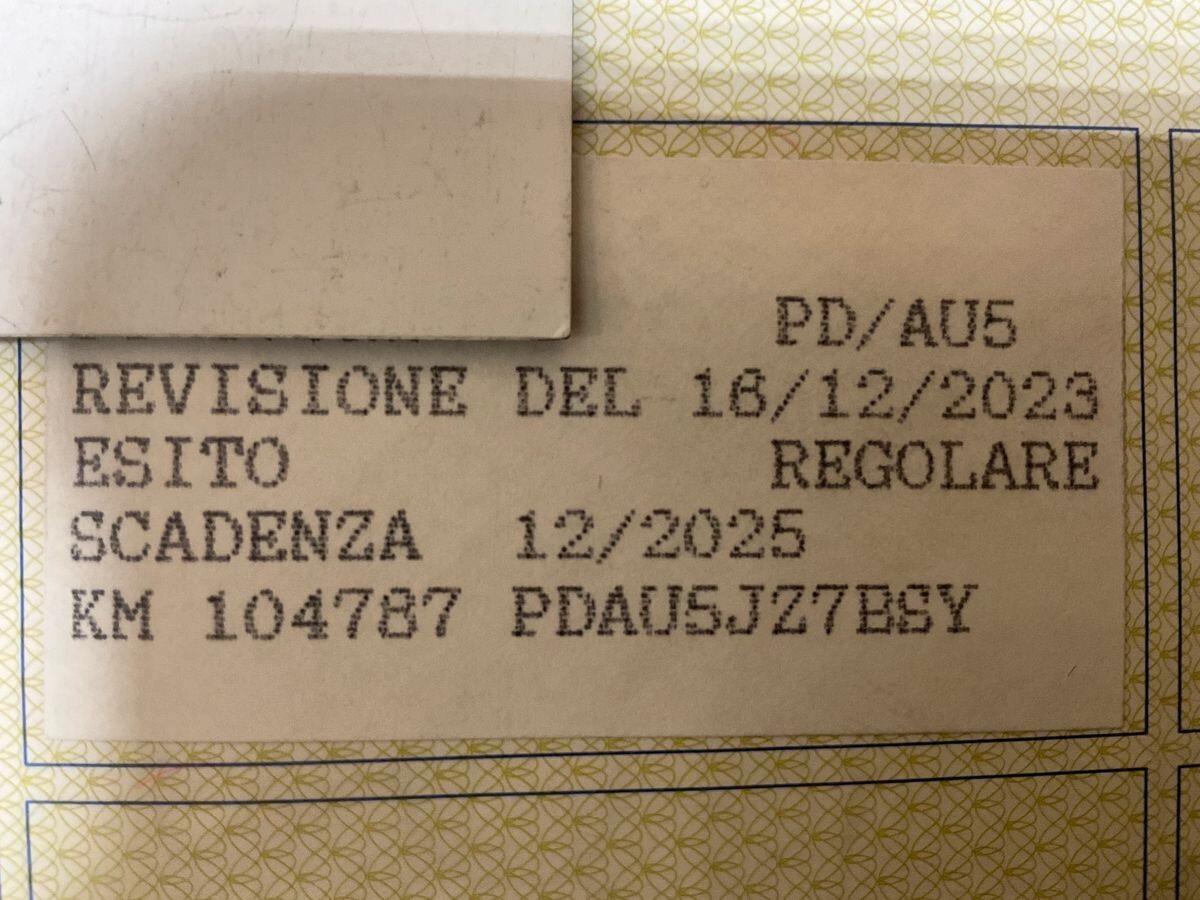 PD/AU5
REVISIONE DEL 16/12/2023
ESITO REGOLARE
SCADENZA 12/2025
KM 104787 PDAU5JZ7BSY